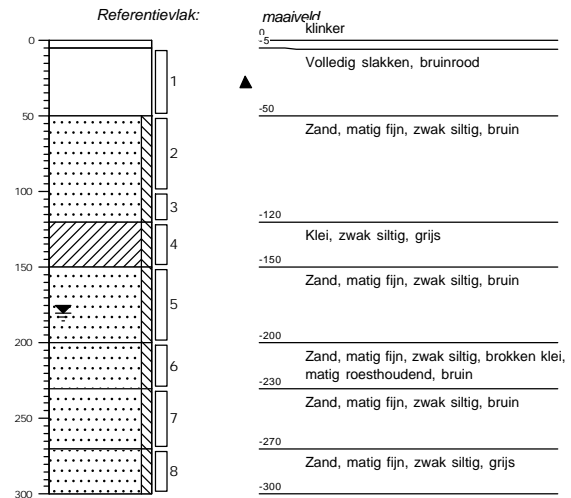 Referentievlak: maaiveld
0
50
100
150
200
250
300
1
2
3
4
5
6
7
8
0
klinker
-5
Volledig slakken, bruinrood
-50
Zand, matig fijn, zwak siltig, bruin
-120
Klei, zwak siltig, grijs
-150
Zand, matig fijn, zwak siltig, bruin
-200
Zand, matig fijn, zwak siltig, brokken klei,
matig roesthoudend, bruin
-230
Zand, matig fijn, zwak siltig, bruin
-270
Zand, matig fijn, zwak siltig, grijs
-300